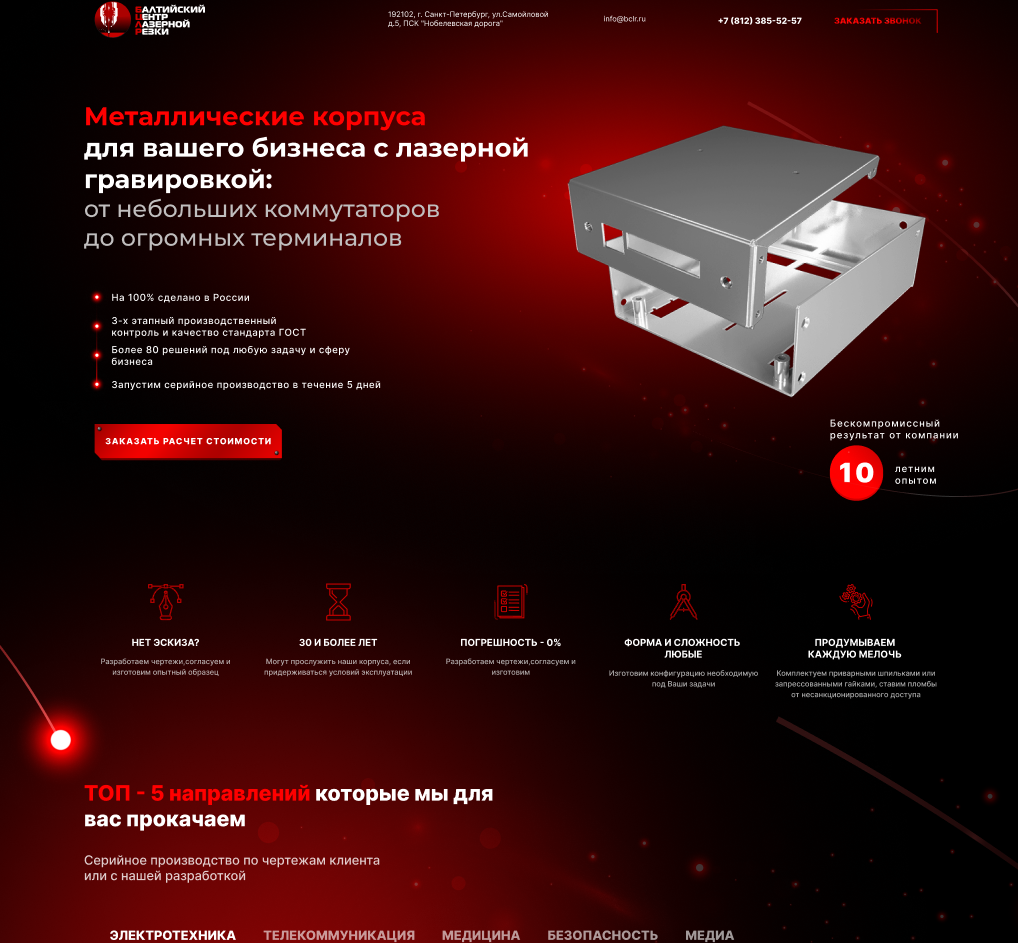 БАЛТИЙСКИЙ
ЦЕНТР
ЛАЗЕРНОЙ
РЕЗКИ
192102, г. Санкт-Петербург, ул.Самойловой
д.5, ПСК "Нобелевская дорога"
info@bclr.ru
+7 (812) 385-52-57
ЗАКАЗАТЬ ЗВОНОК
Металлические корпуса
для вашего бизнеса с лазерной
гравировкой:
от небольших коммутаторов
до огромных терминалов
На 100% сделано в России
3-х этапный производственный
контроль и качество стандарта ГОСТ
Более 80 решений под любую задачу и сферу
бизнеса
Запустим серийное производство в течение 5 дней
ЗАКАЗАТЬ РАСЧЕТ СТОИМОСТИ
Бескомпромиссный
результат от компании
10
летним
опытом
НЕТ ЭСКИЗА?
Разработаем чертежи,согласуем и
изготовим опытный образец
30 И БОЛЕЕ ЛЕТ
Могут прослужить наши корпуса, если
придерживаться условий эксплуатации
ПОГРЕШНОСТЬ - 0%
Разработаем чертежи,согласуем и
изготовим
ФОРМА И СЛОЖНОСТЬ
ЛЮБЫЕ
Изготовим конфигурацию необходимую
под Ваши задачи
ПРОДУМЫВАЕМ
КАЖДУЮ МЕЛОЧЬ
Комплектуем приварными шпильками или
запрессованными гайками, ставим пломбы
от несанкционированного доступа
ТОП - 5 направлений которые мы для
вас прокачаем
Серийное производство по чертежам клиента
или с нашей разработкой
ЭЛЕКТРОТЕХНИКА
ТЕЛЕКОММУНИКАЦИЯ
МЕДИЦИНА
БЕЗОПАСНОСТЬ
МЕДИА